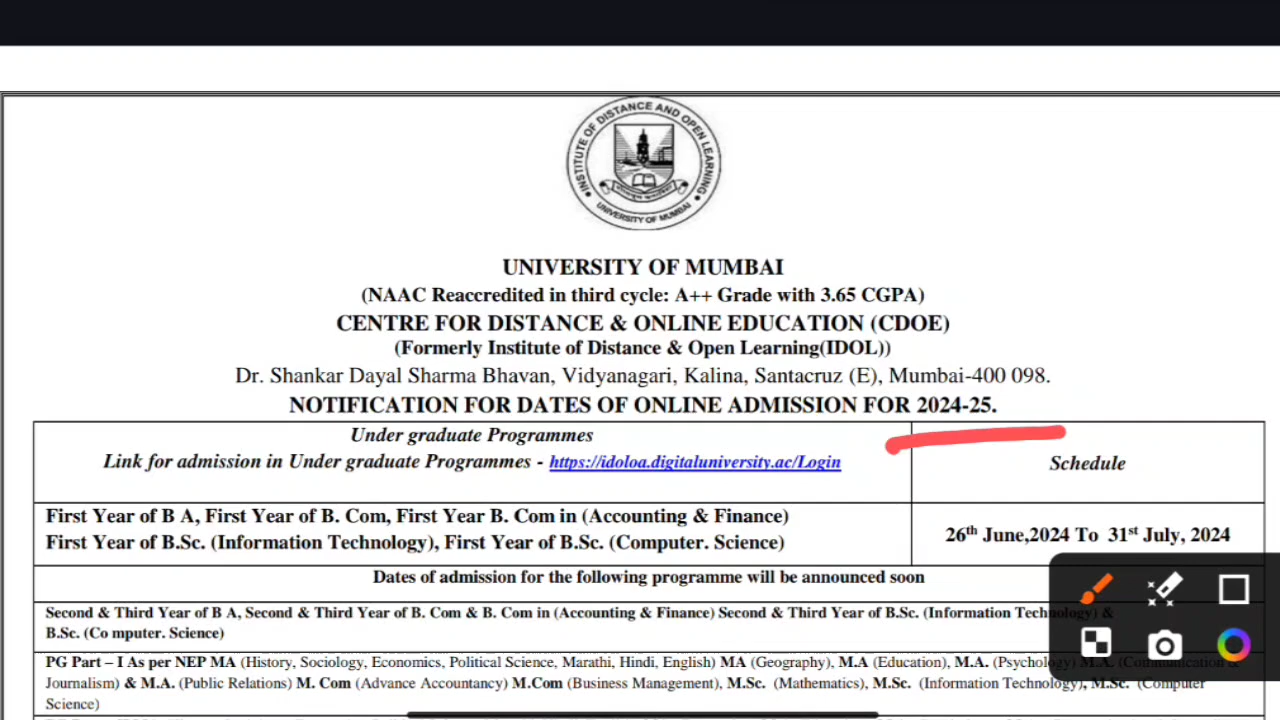 INSTITUTE OF DISTANCE AND OPEN LEARNING
UNIVERSITY OF MUMBAI
UNIVERSITY OF MUMBAI
(NAAC Reaccredited in third cycle: A++ Grade with 3.65 CGPA)
CENTRE FOR DISTANCE & ONLINE EDUCATION (CDOE)
(Formerly Institute of Distance & Open Learning(IDOL))
Dr. Shankar Dayal Sharma Bhavan, Vidyanagari, Kalina, Santacruz (E), Mumbai-400 098.
NOTIFICATION FOR DATES OF ONLINE ADMISSION FOR 2024-25.
Under graduate Programmes
Link for admission in Under graduate Programmes - https://idoloa.digitaluniversity.ac/Login
Schedule
First Year of B A, First Year of B. Com, First Year B. Com in (Accounting & Finance)
First Year of B.Sc. (Information Technology), First Year of B.Sc. (Computer. Science)
26th June,2024 To 31st July, 2024
Dates of admission for the following programme will be announced soon
Second & Third Year of B A, Second & Third Year of B. Com & B. Com in (Accounting & Finance) Second & Third Year of B.Sc. (Information Technology) &
B.Sc. (Co mputer. Science)
PG Part – I As per NEP MA (History, Sociology, Economics, Political Science, Marathi, Hindi, English) MA (Geography), M.A (Education), M.A. (Psychology) M.A. (Communication &
Journalism) & M.A. (Public Relations) M. Com (Advance Accountancy) M.Com (Business Management), M.Sc. (Mathematics), M.Sc. (Information Technology), M.Sc. (Computer
Science)